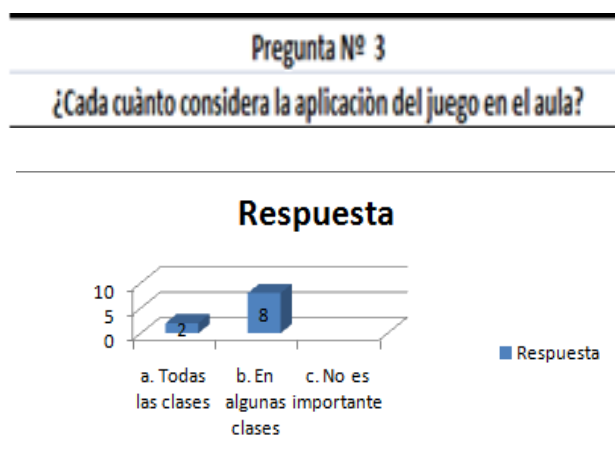 Pregunta Nº 3
¿Cada cuànto considera la aplicaciòn del juego en el aula?
Respuesta
10
5
0
2
8
a. Todas
las clases
b. En
algunas
clases
c. No es
importante
Respuesta